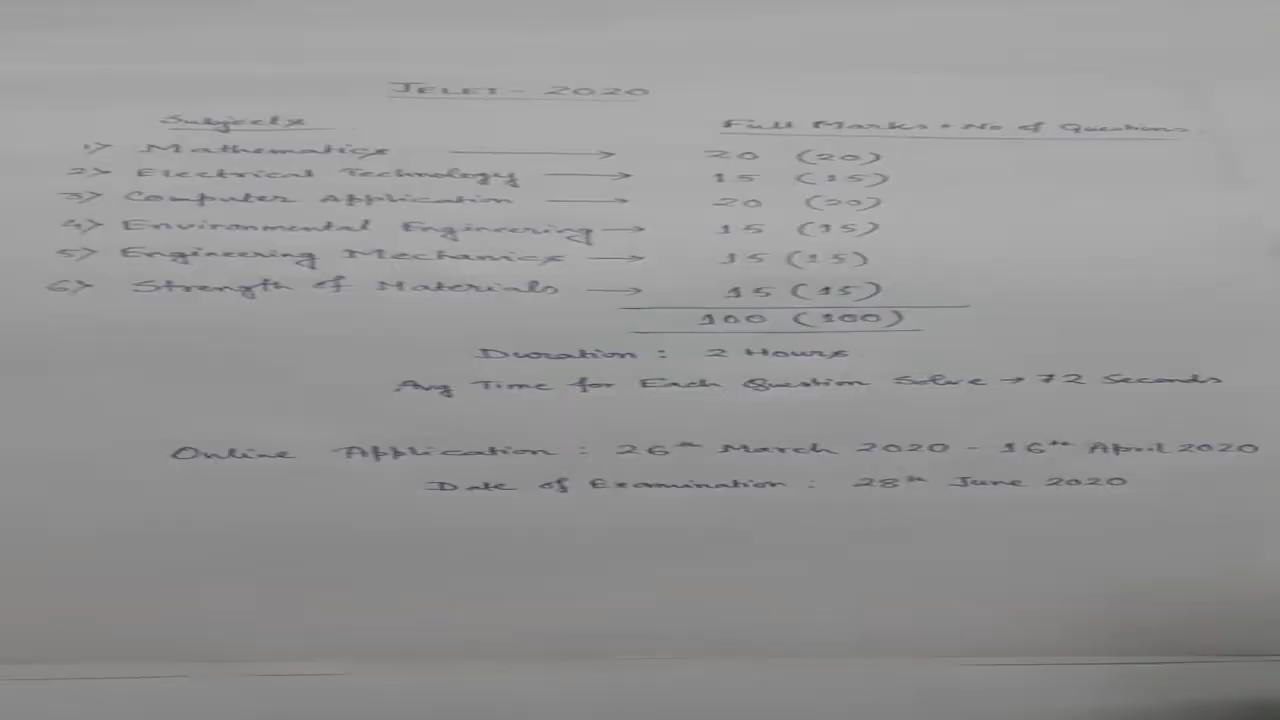 JELET - 2020
Subjects Full Marks + No of Questions
1> Mathematics → 20 (20)
2> Electrical Technology → 15 (15)
3> Computer Application → 20 (20)
4> Environmental Engineering → 15 (15)
5> Engineering Mechanics → 15 (15)
6> Strength of Materials → 15 (15)
100 (100)
Duration : 2 Hours
Avg Time for Each Question Solve → 72 Seconds
Online Application : 26th March 2020 - 16th April 2020
Date of Examination : 28th June 2020